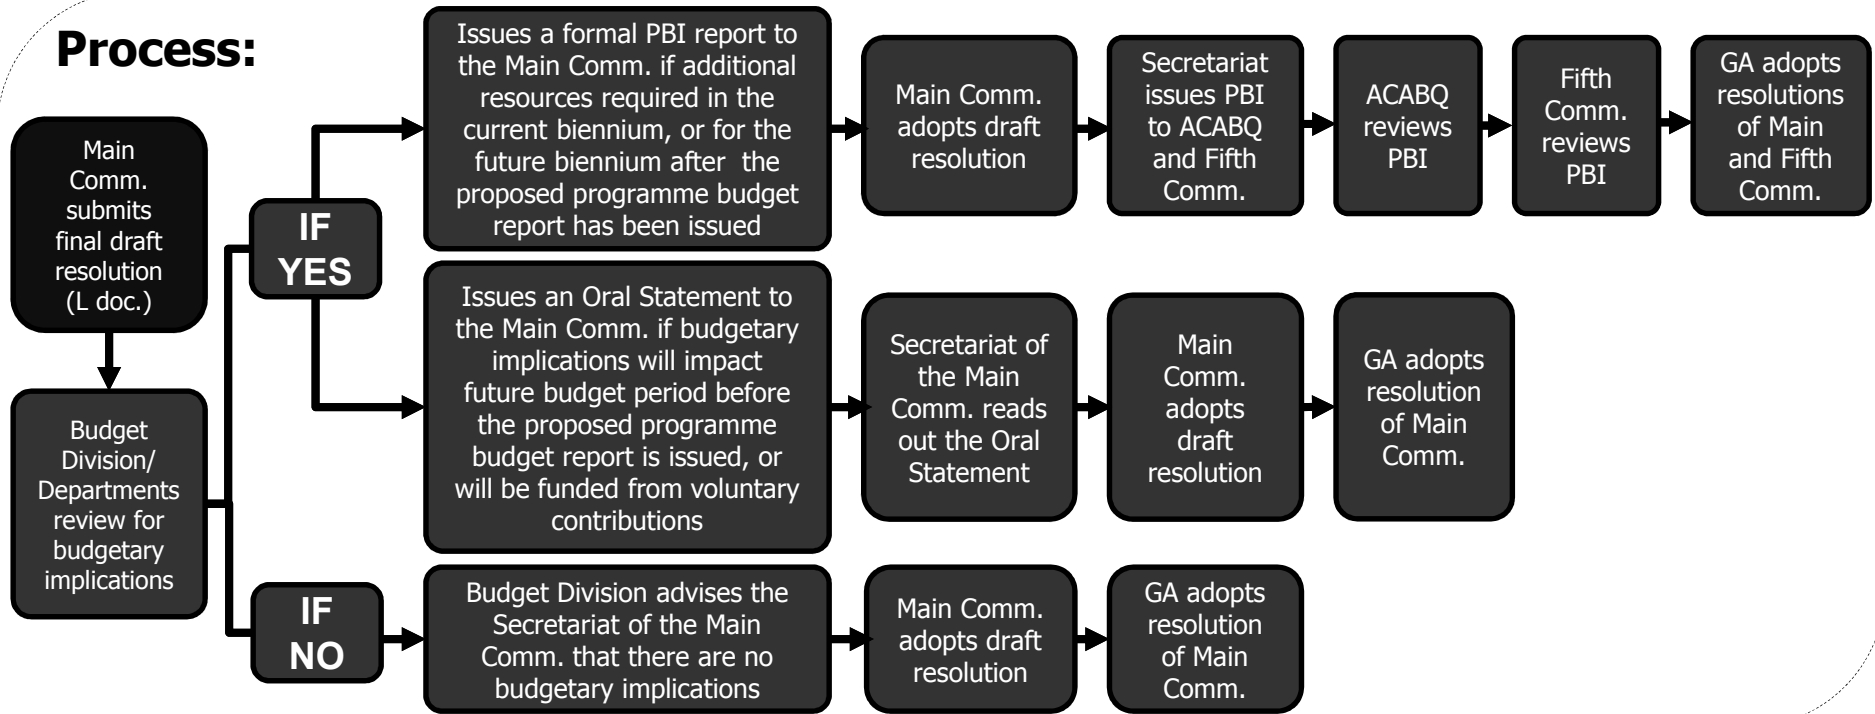 Process:
Main
Comm.
submits
final draft
resolution
(L doc.)
Budget
Division/
Departments
review for
budgetary
implications
IF
YES
Issues a formal PBI report to
the Main Comm. if additional
resources required in the
current biennium, or for the
future biennium after the
proposed programme budget
report has been issued
Main Comm.
adopts draft
resolution
Secretariat
issues PBI
to ACABQ
and Fifth
Comm.
ACABQ
reviews
PBI
Fifth
Comm.
reviews
PBI
GA adopts
resolutions
of Main
and Fifth
Comm.
Issues an Oral Statement to
the Main Comm. if budgetary
implications will impact
future budget period before
the proposed programme
budget report is issued, or
will be funded from voluntary
contributions
Secretariat of
the Main
Comm. reads
out the Oral
Statement
Main
Comm.
adopts
draft
resolution
GA adopts
resolution
of Main
Comm.
IF
NO
Budget Division advises the
Secretariat of the Main
Comm. that there are no
budgetary implications
Main Comm.
adopts draft
resolution
GA adopts
resolution
of Main
Comm.